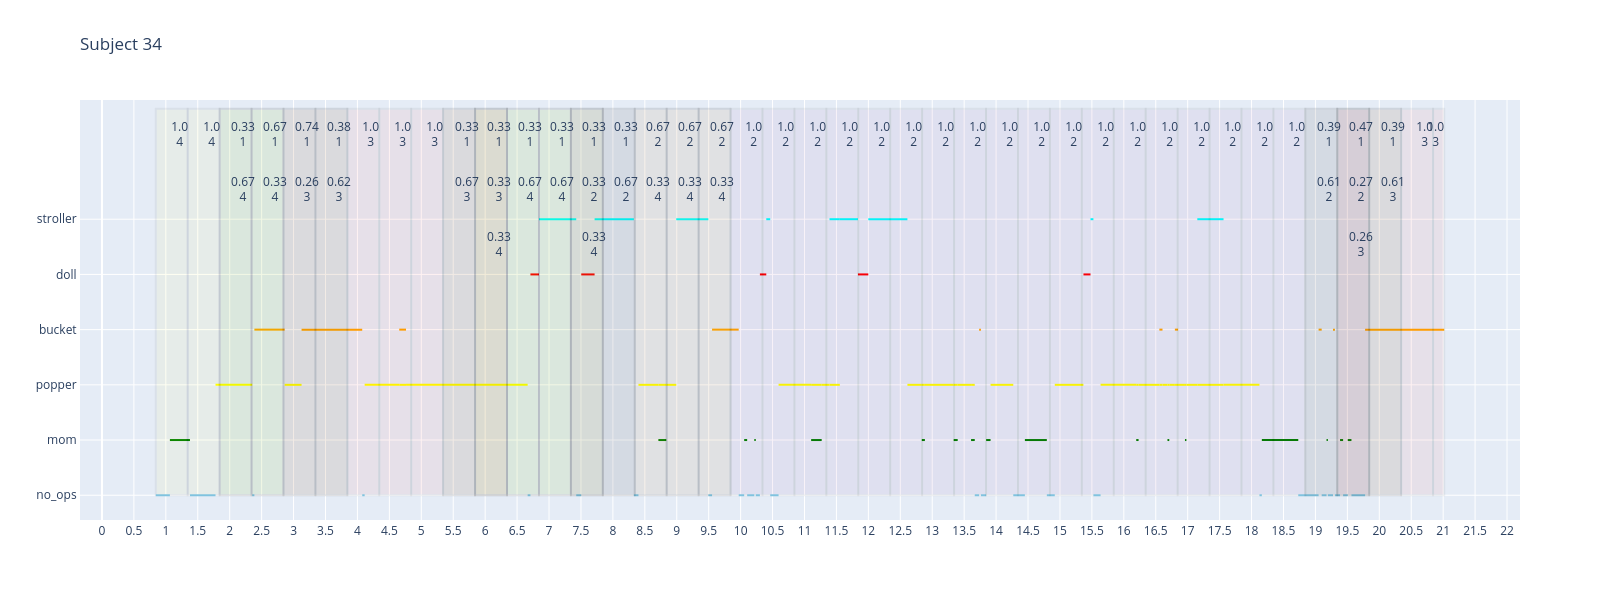 Subject 34
1.0 1.0 0.33 0.67 0.74 0.38 1.0 1.0 1.0 0.33 0.33 0.33 0.33 0.33 0.33 0.67 0.67 0.67 1.0 1.0 1.0 1.0 1.0 1.0 1.0 1.0 1.0 1.0 1.0 1.0 1.0 1.0 1.0 1.0 1.0 1.0 0.39 0.47 0.39 1.0 1.0
4 4 1 1 1 1 3 3 3 1 1 1 1 1 1 2 2 2 2 2 2 2 2 2 2 2 2 2 2 2 2 2 2 2 2 2 1 1 1 3 3
0.67 0.33 0.26 0.62 0.67 0.33 0.67 0.67 0.33 0.67 0.33 0.33 0.33 0.61 0.27 0.61
4 4 3 3 3 3 4 4 2 2 4 4 4 2 2 3
stroller
0.33 0.33 0.26
4 4 3
doll
bucket
popper
mom
no_ops
0 0.5 1 1.5 2 2.5 3 3.5 4 4.5 5 5.5 6 6.5 7 7.5 8 8.5 9 9.5 10 10.5 11 11.5 12 12.5 13 13.5 14 14.5 15 15.5 16 16.5 17 17.5 18 18.5 19 19.5 20 20.5 21 21.5 22